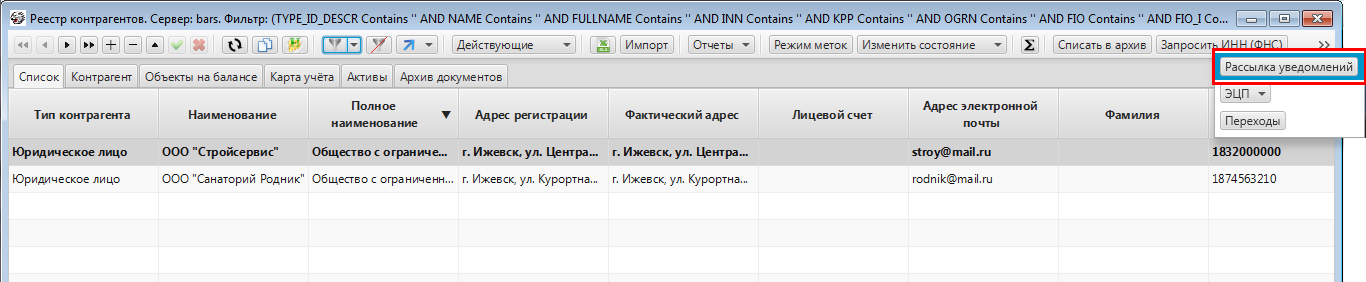 Реестр контрагентов. Сервер: bars. Фильтр: (TYPE_ID_DESCR Contains '' AND NAME Contains '' AND FULLNAME Contains '' AND INN Contains '' AND KPP Contains '' AND OGRN Contains '' AND FIO Contains '' AND FIO_I Co...
Действующие Импорт Отчеты Режим меток Изменить состояние Σ Списать в архив Запросить ИНН (ФНС) >>
Рассылка уведомлений
ЭЦП
Переходы
Список Контрагент Объекты на балансе Карта учёта Активы Архив документов
Тип контрагента Наименование Полное наименование Адрес регистрации Фактический адрес Лицевой счет Адрес электронной почты Фамилия
Юридическое лицо ООО "Стройсервис" Общество с ограниче... г. Ижевск, ул. Центра... г. Ижевск, ул. Центра... stroy@mail.ru 1832000000
Юридическое лицо ООО "Санаторий Родник" Общество с ограниченн... г. Ижевск, ул. Курортна... г. Ижевск, ул. Курортна... rodnik@mail.ru 1874563210